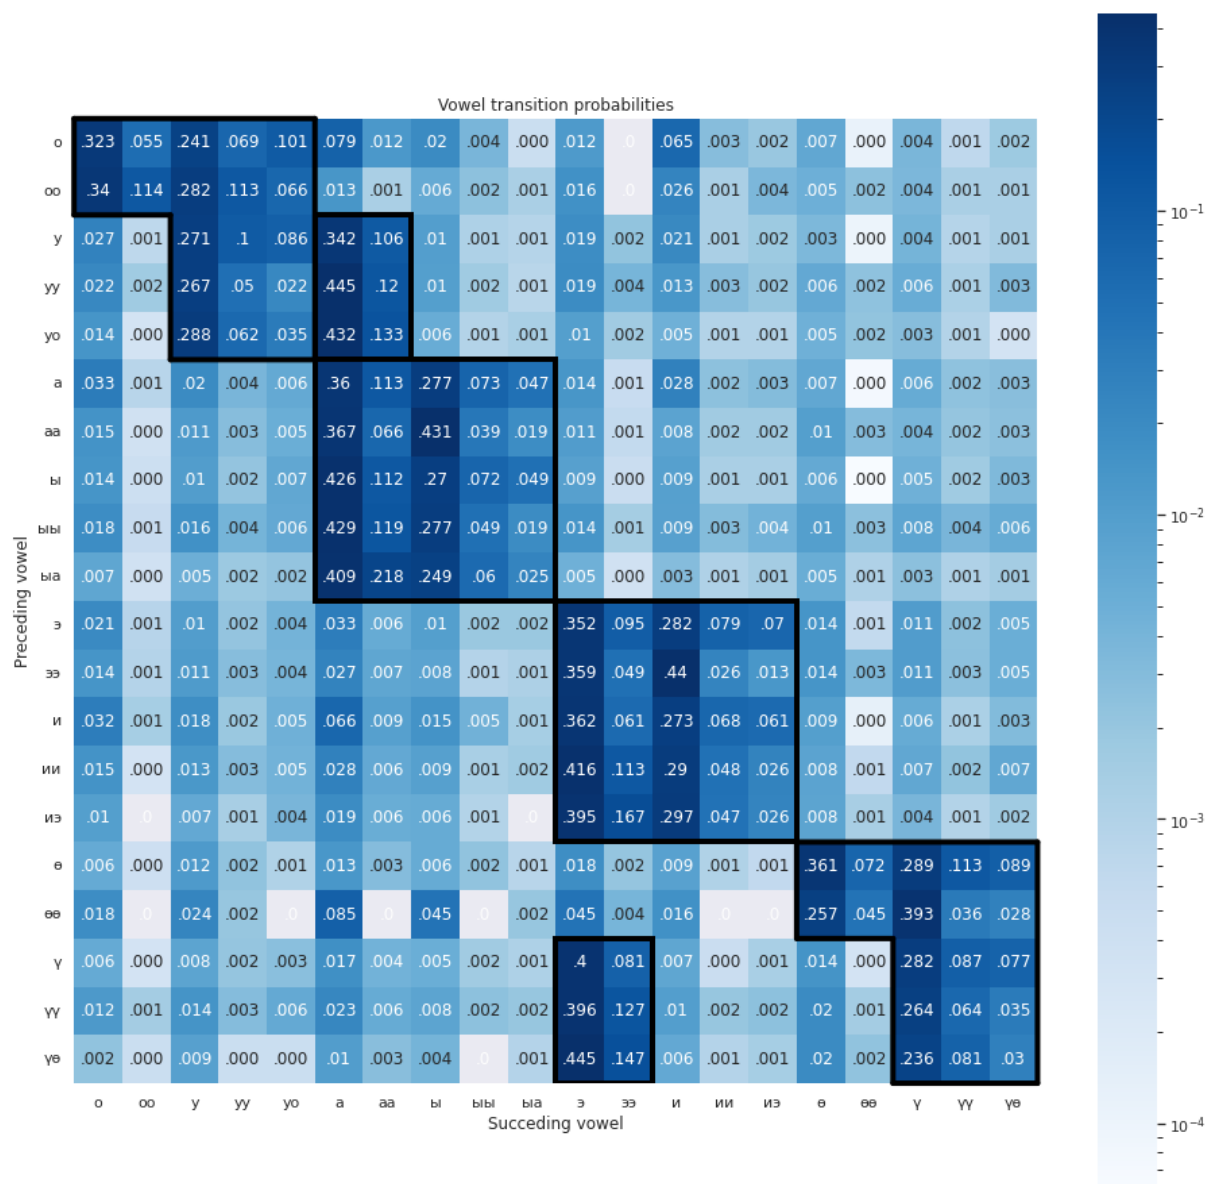 Vowel transition probabilities
о .323 .055 .241 .069 .101 .079 .012 .02 .004 .000 .012 .0 .065 .003 .002 .007 .000 .004 .001 .002
оо .34 .114 .282 .113 .066 .013 .001 .006 .002 .001 .016 .0 .026 .001 .004 .005 .002 .004 .001 .001
у .027 .001 .271 .1 .086 .342 .106 .01 .001 .001 .019 .002 .021 .001 .002 .003 .000 .004 .001 .001
уу .022 .002 .267 .05 .022 .445 .12 .01 .002 .001 .019 .004 .013 .003 .002 .006 .002 .006 .001 .003
уо .014 .000 .288 .062 .035 .432 .133 .006 .001 .001 .01 .002 .005 .001 .001 .005 .002 .003 .001 .000
а .033 .001 .02 .004 .006 .36 .113 .277 .073 .047 .014 .001 .028 .002 .003 .007 .000 .006 .002 .003
аа .015 .000 .011 .003 .005 .367 .066 .431 .039 .019 .011 .001 .008 .002 .002 .01 .003 .004 .002 .003
ы .014 .000 .01 .002 .007 .426 .112 .27 .072 .049 .009 .000 .009 .001 .001 .006 .000 .005 .002 .003
ыы .018 .001 .016 .004 .006 .429 .119 .277 .049 .019 .014 .001 .009 .003 .004 .01 .003 .008 .004 .006
ыа .007 .000 .005 .002 .002 .409 .218 .249 .06 .025 .005 .000 .003 .001 .001 .005 .001 .003 .001 .001
э .021 .001 .01 .002 .004 .033 .006 .01 .002 .002 .352 .095 .282 .079 .07 .014 .001 .011 .002 .005
ээ .014 .001 .011 .003 .004 .027 .007 .008 .001 .001 .359 .049 .44 .026 .013 .014 .003 .011 .003 .005
и .032 .001 .018 .002 .005 .066 .009 .015 .005 .001 .362 .061 .273 .068 .061 .009 .000 .006 .001 .003
ии .015 .000 .013 .003 .005 .028 .006 .009 .001 .002 .416 .113 .29 .048 .026 .008 .001 .007 .002 .007
иэ .01 .0 .007 .001 .004 .019 .006 .006 .001 .0 .395 .167 .297 .047 .026 .008 .001 .004 .001 .002
ө .006 .000 .012 .002 .001 .013 .003 .006 .002 .001 .018 .002 .009 .001 .001 .361 .072 .289 .113 .089
өө .018 .0 .024 .002 .0 .085 .0 .045 .0 .002 .045 .004 .016 .0 .0 .257 .045 .393 .036 .028
ү .006 .000 .008 .002 .003 .017 .004 .005 .002 .001 .4 .081 .007 .000 .001 .014 .000 .282 .087 .077
үү .012 .001 .014 .003 .006 .023 .006 .008 .002 .002 .396 .127 .01 .002 .002 .02 .001 .264 .064 .035
үө .002 .000 .009 .000 .000 .01 .003 .004 .0 .001 .445 .147 .006 .001 .001 .02 .002 .236 .081 .03
о оо у уу уо а аа ы ыы ыа э ээ и ии иэ ө өө ү үү үө
Succeding vowel
Preceding vowel
10⁻¹
10⁻²
10⁻³
10⁻⁴